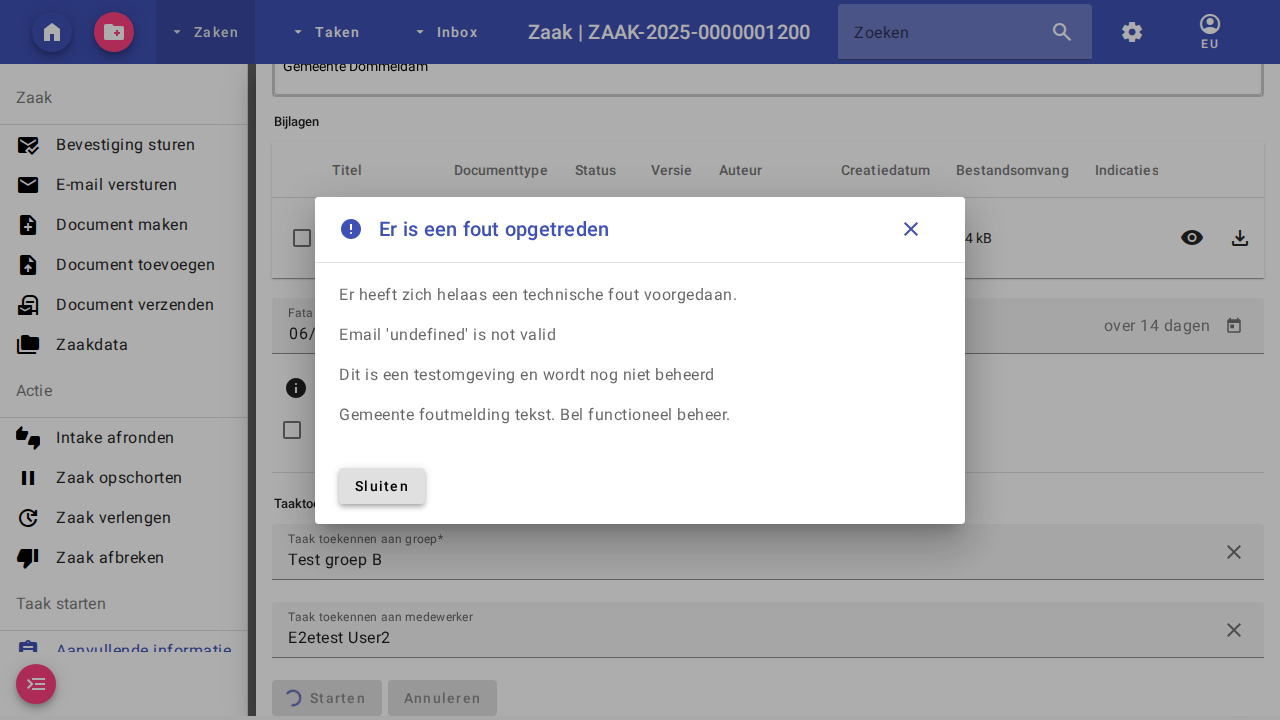 Zaken
Taken
Inbox
Zaak | ZAAK-2025-0000001200
Zoeken
EU
Zaak
Bevestiging sturen
E-mail versturen
Document maken
Document toevoegen
Document verzenden
Zaakdata
Actie
Intake afronden
Zaak opschorten
Zaak verlengen
Zaak afbreken
Taak starten
Aanvullende informatie
Gemeente Dommeldam
Bijlagen
Titel Documenttype Status Versie Auteur Creatiedatum Bestandsomvang Indicaties
4 kB
Fata
06/
over 14 dagen
Er is een fout opgetreden
Er heeft zich helaas een technische fout voorgedaan.
Email 'undefined' is not valid
Dit is een testomgeving en wordt nog niet beheerd
Gemeente foutmelding tekst. Bel functioneel beheer.
Sluiten
Taak toekennen aan groep*
Test groep B
Taak toekennen aan medewerker
E2etest User2
Starten
Annuleren